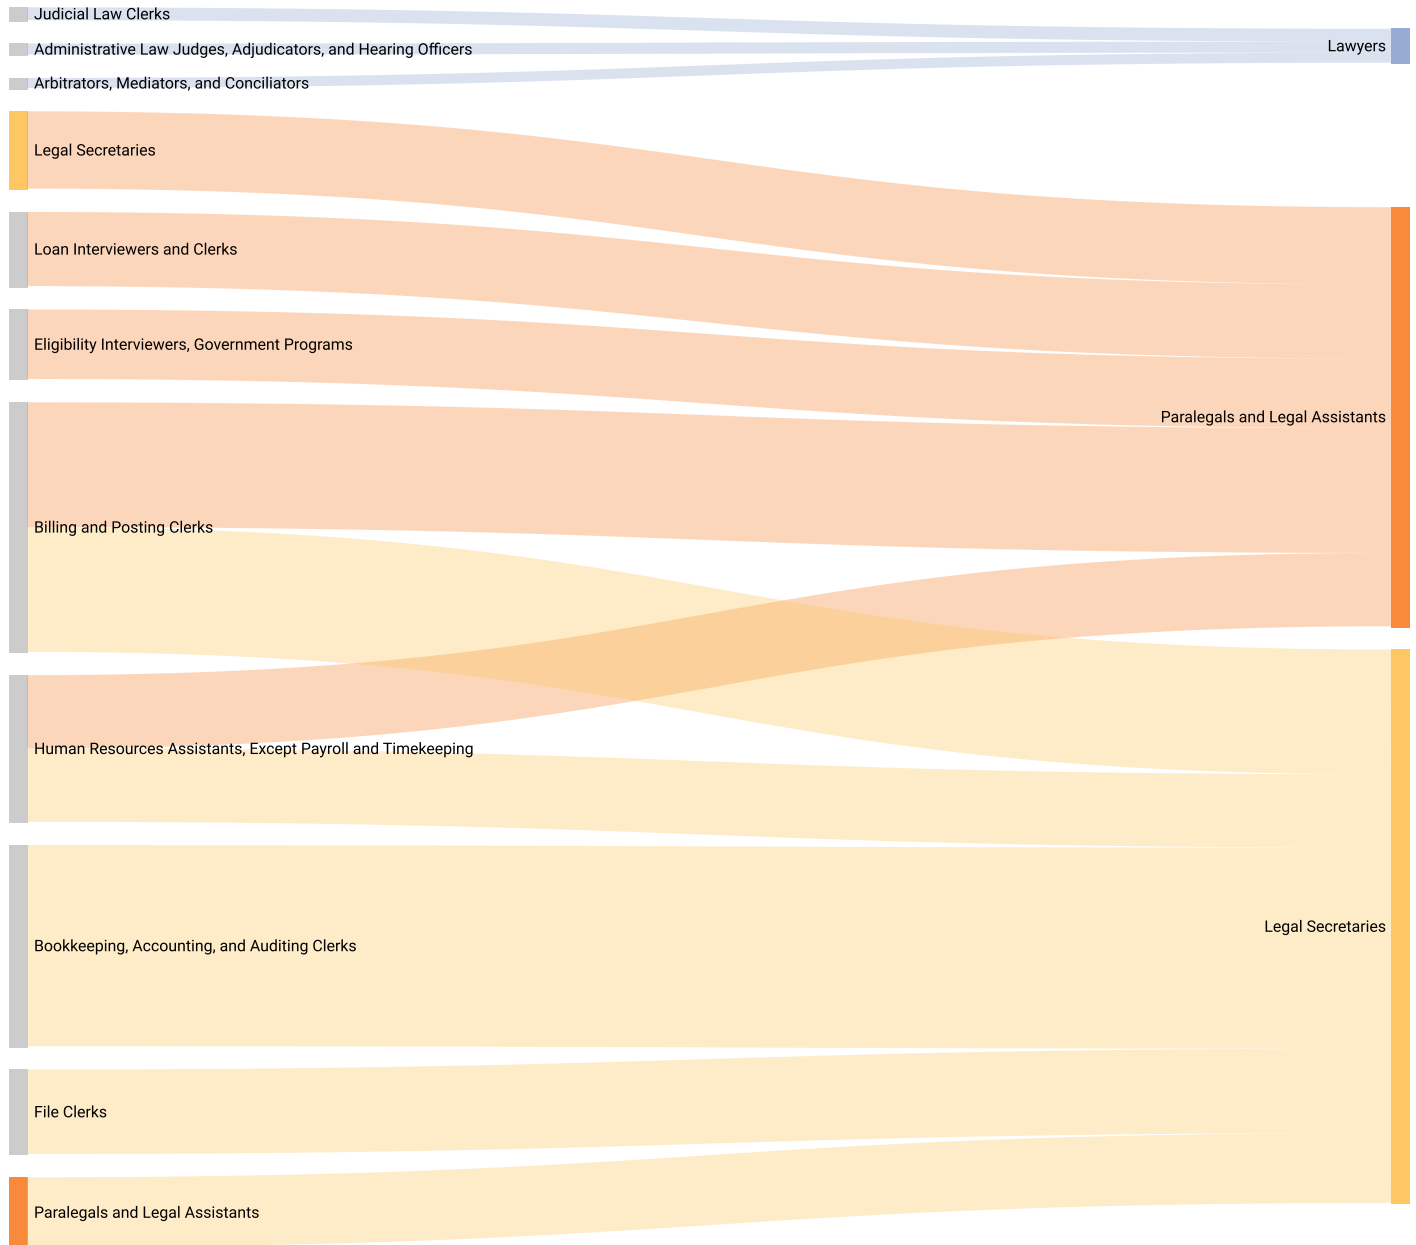 Judicial Law Clerks
Administrative Law Judges, Adjudicators, and Hearing Officers
Lawyers
Arbitrators, Mediators, and Conciliators
Legal Secretaries
Loan Interviewers and Clerks
Eligibility Interviewers, Government Programs
Paralegals and Legal Assistants
Billing and Posting Clerks
Human Resources Assistants, Except Payroll and Timekeeping
Legal Secretaries
Bookkeeping, Accounting, and Auditing Clerks
File Clerks
Paralegals and Legal Assistants